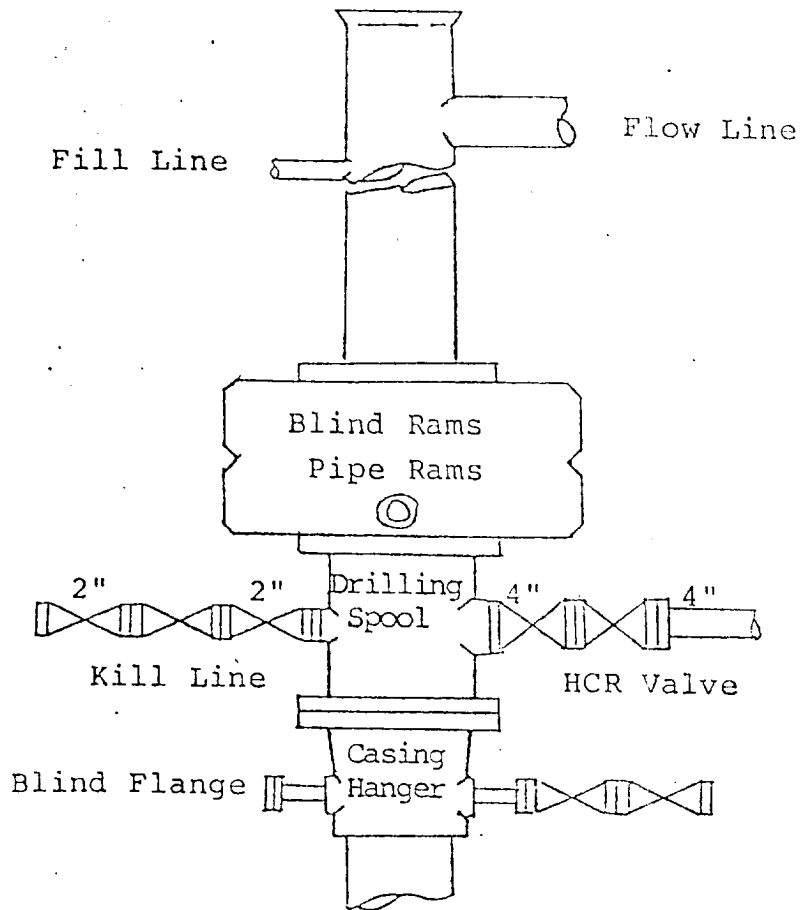 Flow Line
Fill Line
Blind Rams
Pipe Rams
2" 2" Drilling 4" 4"
Spool
Kill Line HCR Valve
Casing
Blind Flange Hanger